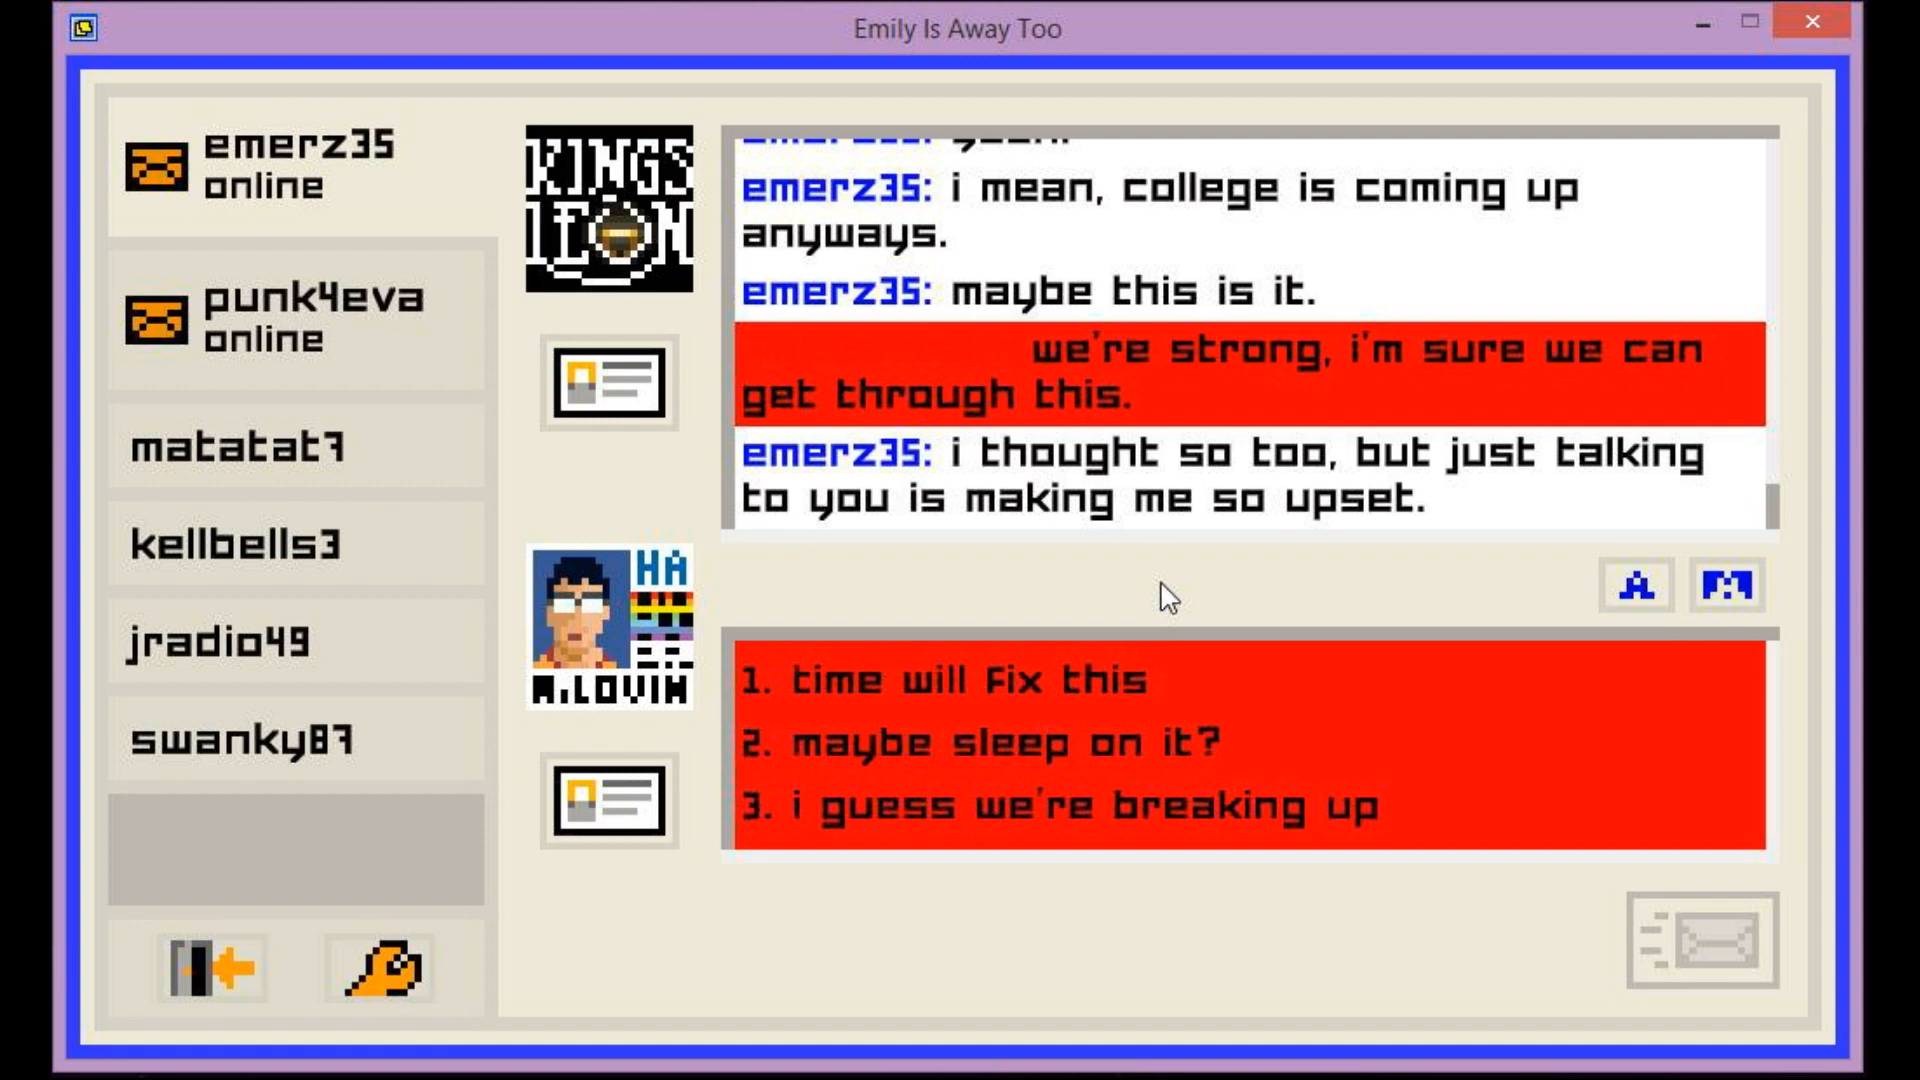 Emily Is Away Too
emerz35
online
punk4eva
online
matatat7
kellbells3
jradio49
swanky87
KINGS
HA
emerz35: i mean, college is coming up
anyways.
emerz35: maybe this is it.
we're strong, i'm sure we can
get through this.
emerz35: i thought so too, but just talking
to you is making me so upset.
A
1. time will fix this
2. maybe sleep on it?
3. i guess we're breaking up